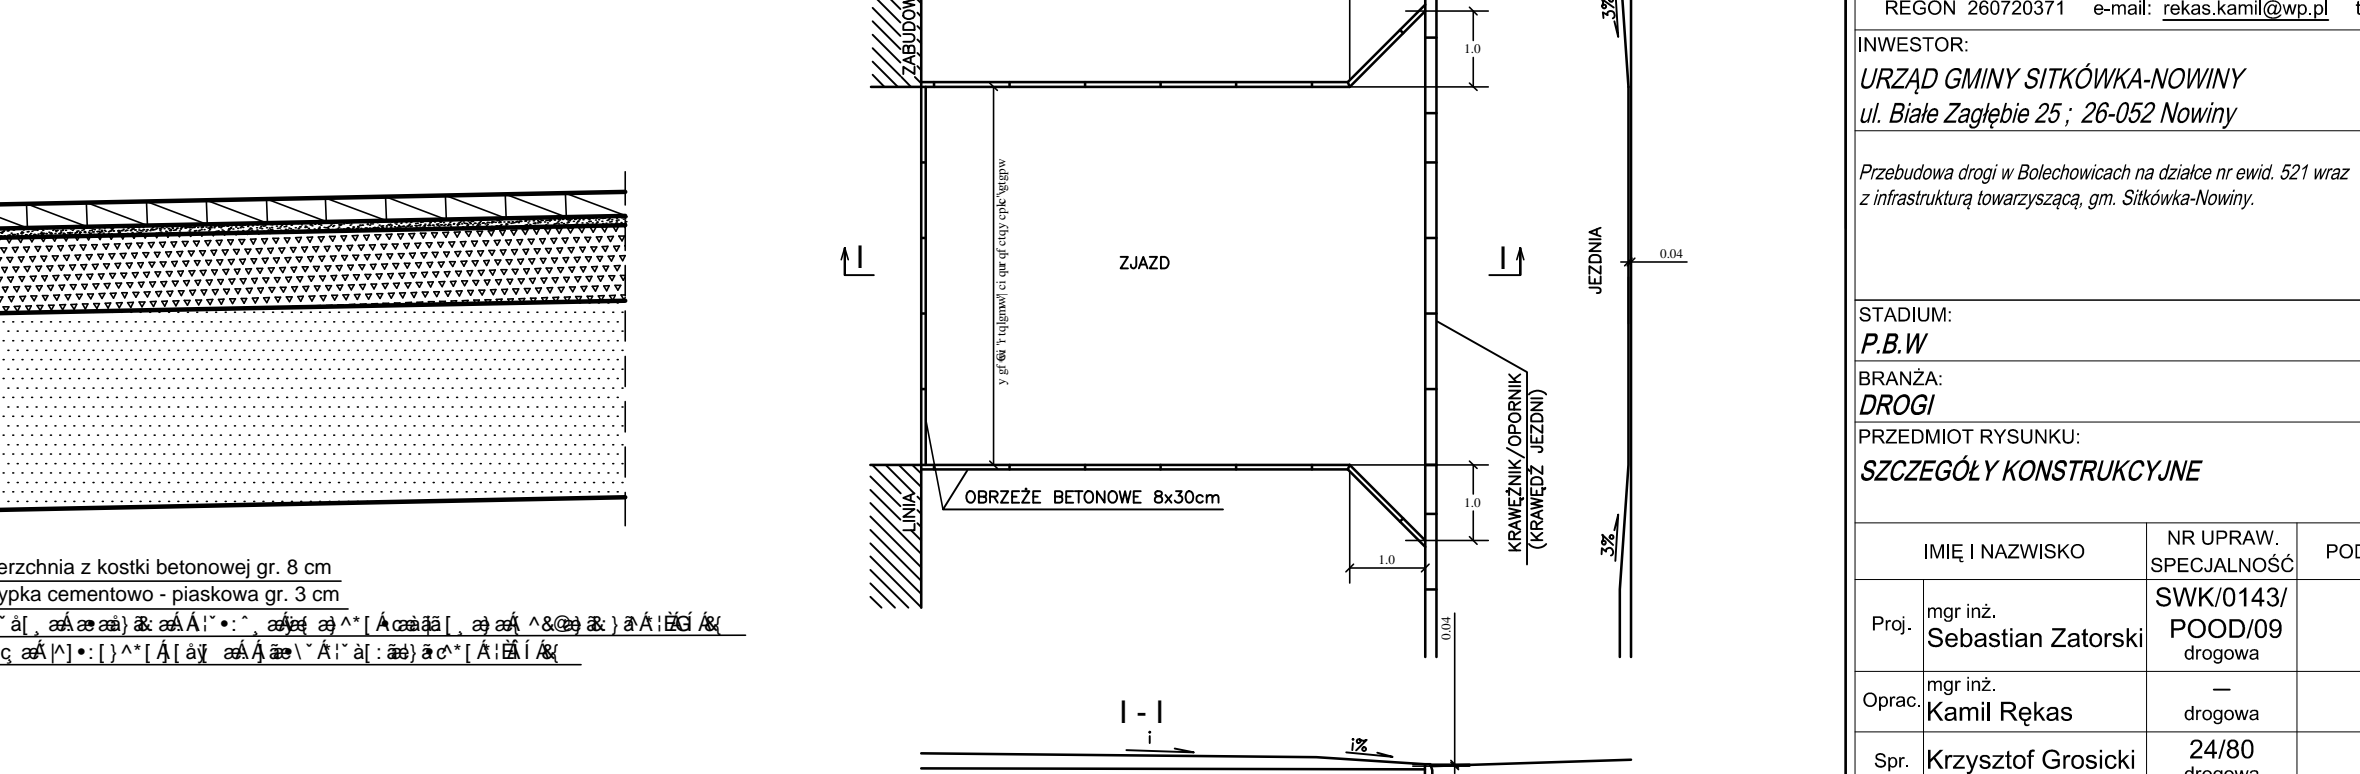 erzchnia z kostki betonowej gr. 8 cm
ypka cementowo - piaskowa gr. 3 cm
ZABUDOW
LINIA
ZJAZD
I
I
OBRZEŻE BETONOWE 8x30cm
1.0
1.0
1.0
KRAWĘŻNIK/OPORNIK
(KRAWĘDŹ JEZDNI)
JEZDNIA
3%
0.04
3%
0.04
I - I
i
i%
REGON 260720371 e-mail: rekas.kamil@wp.pl t
INWESTOR:
URZĄD GMINY SITKÓWKA-NOWINY
ul. Białe Zagłębie 25 ; 26-052 Nowiny
Przebudowa drogi w Bolechowicach na działce nr ewid. 521 wraz
z infrastrukturą towarzyszącą, gm. Sitkówka-Nowiny.
STADIUM:
P.B.W
BRANŻA:
DROGI
PRZEDMIOT RYSUNKU:
SZCZEGÓŁY KONSTRUKCYJNE
IMIĘ I NAZWISKO
NR UPRAW.
SPECJALNOŚĆ
POD
Proj.
mgr inż.
Sebastian Zatorski
SWK/0143/
POOD/09
drogowa
Oprac.
mgr inż.
Kamil Rękas
—
drogowa
Spr.
Krzysztof Grosicki
24/80
drogowa